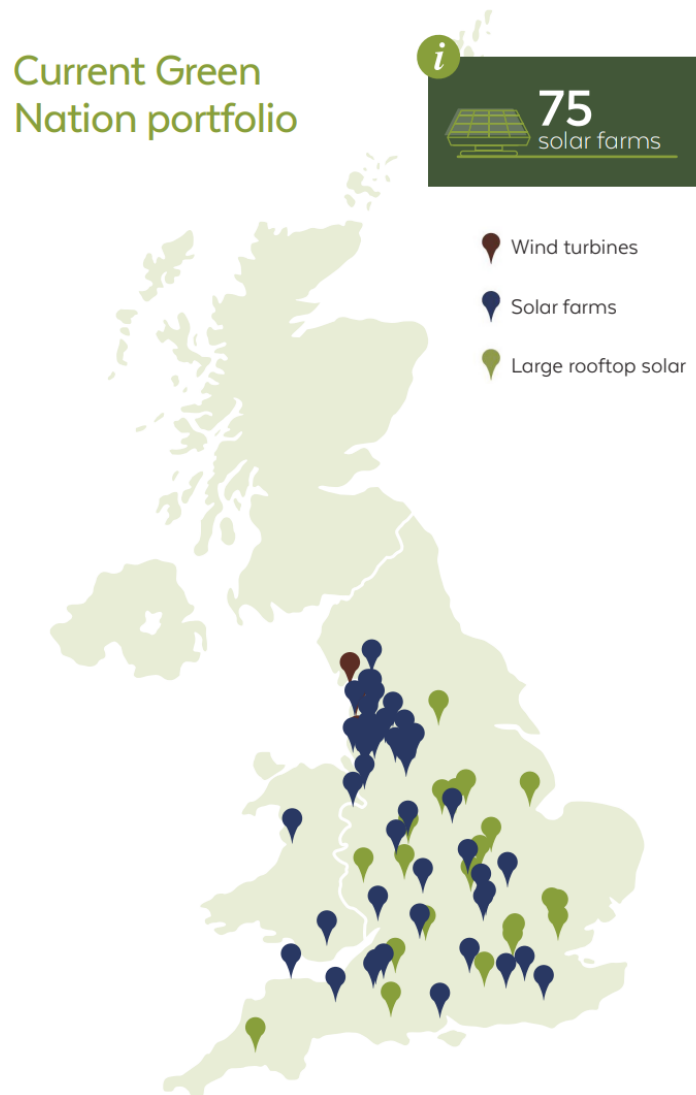 Current Green
Nation portfolio
i
75
solar farms
Wind turbines
Solar farms
Large rooftop solar